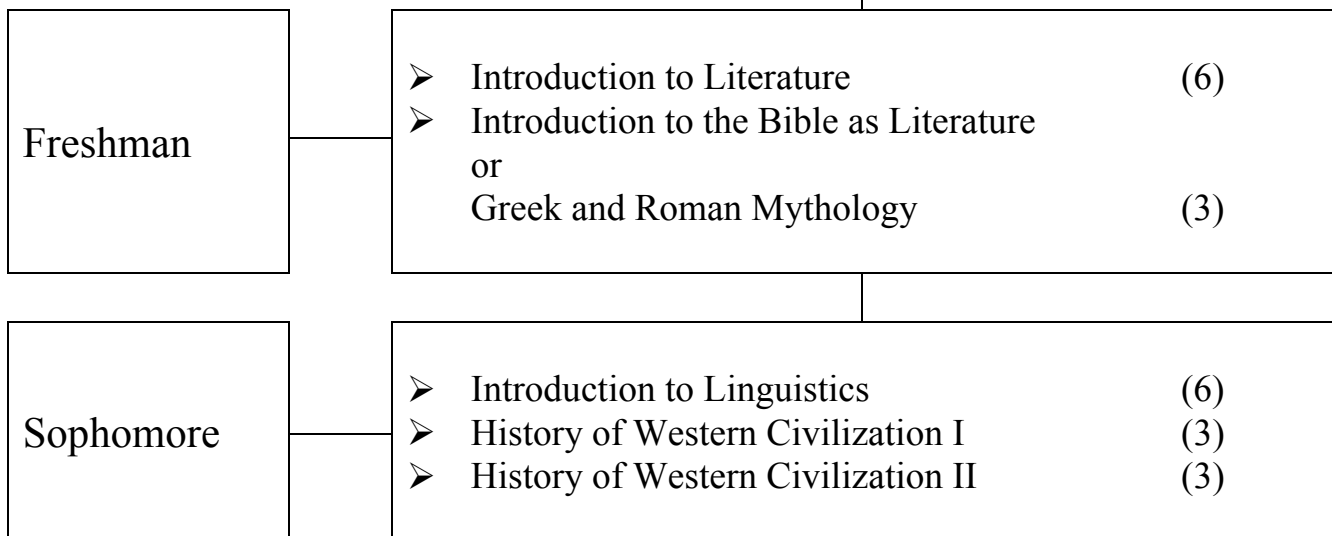 Freshman
➢ Introduction to Literature (6)
➢ Introduction to the Bible as Literature
or
Greek and Roman Mythology (3)
Sophomore
➢ Introduction to Linguistics (6)
➢ History of Western Civilization I (3)
➢ History of Western Civilization II (3)